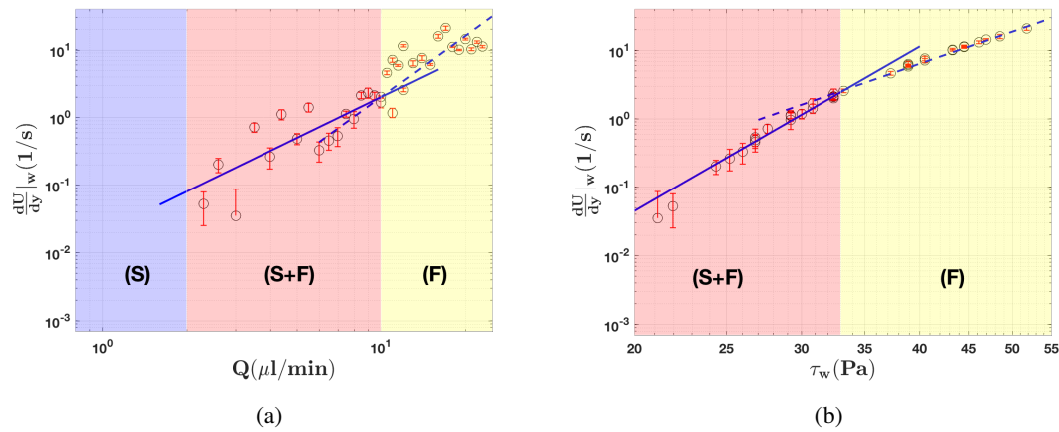 10¹
10⁰
10⁻¹
10⁻²
10⁻³
dU/dy|w(1/s)
(S)
(S+F)
(F)
10⁰
10¹
Q(μl/min)
(a)
10¹
10⁰
10⁻¹
10⁻²
10⁻³
dU/dy|w(1/s)
(S+F)
(F)
20
25
30
35
40
45
50
55
τw(Pa)
(b)